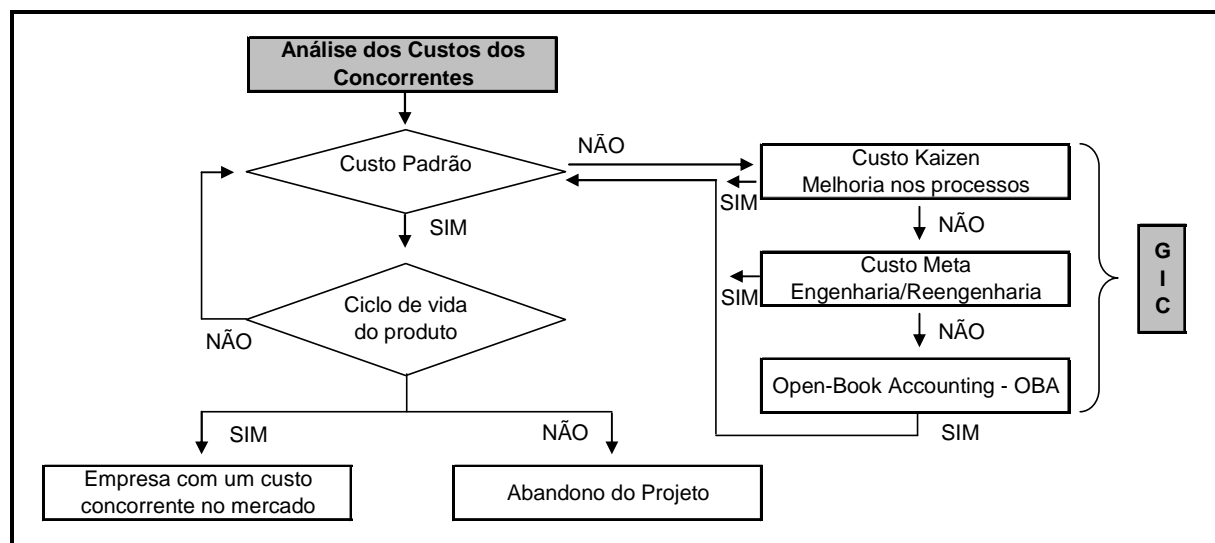 Análise dos Custos dos
Concorrentes
Custo Padrão
NÃO
Custo Kaizen
Melhoria nos processos
SIM
NÃO
SIM
Custo Meta
Engenharia/Reengenharia
SIM
NÃO
G
I
C
Ciclo de vida
do produto
NÃO
Open-Book Accounting - OBA
SIM
SIM
NÃO
Empresa com um custo
concorrente no mercado
Abandono do Projeto